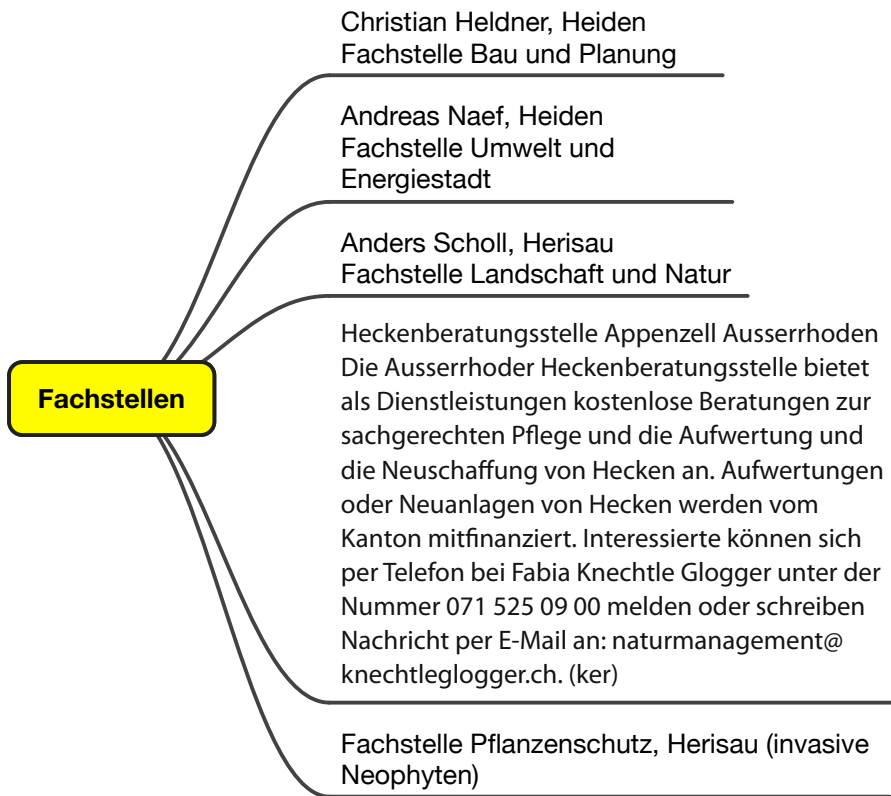 Christian Heldner, Heiden
Fachstelle Bau und Planung
Andreas Naef, Heiden
Fachstelle Umwelt und
Energiestadt
Anders Scholl, Herisau
Fachstelle Landschaft und Natur
Fachstellen
Heckenberatungsstelle Appenzell Ausserrhoden
Die Ausserrhoder Heckenberatungsstelle bietet
als Dienstleistungen kostenlose Beratungen zur
sachgerechten Pflege und die Aufwertung und
die Neuschaffung von Hecken an. Aufwertungen
oder Neuanlagen von Hecken werden vom
Kanton mitfinanziert. Interessierte können sich
per Telefon bei Fabia Knechtle Glogger unter der
Nummer 071 525 09 00 melden oder schreiben
Nachricht per E-Mail an: naturmanagement@
knechtleglogger.ch. (ker)
Fachstelle Pflanzenschutz, Herisau (invasive
Neophyten)